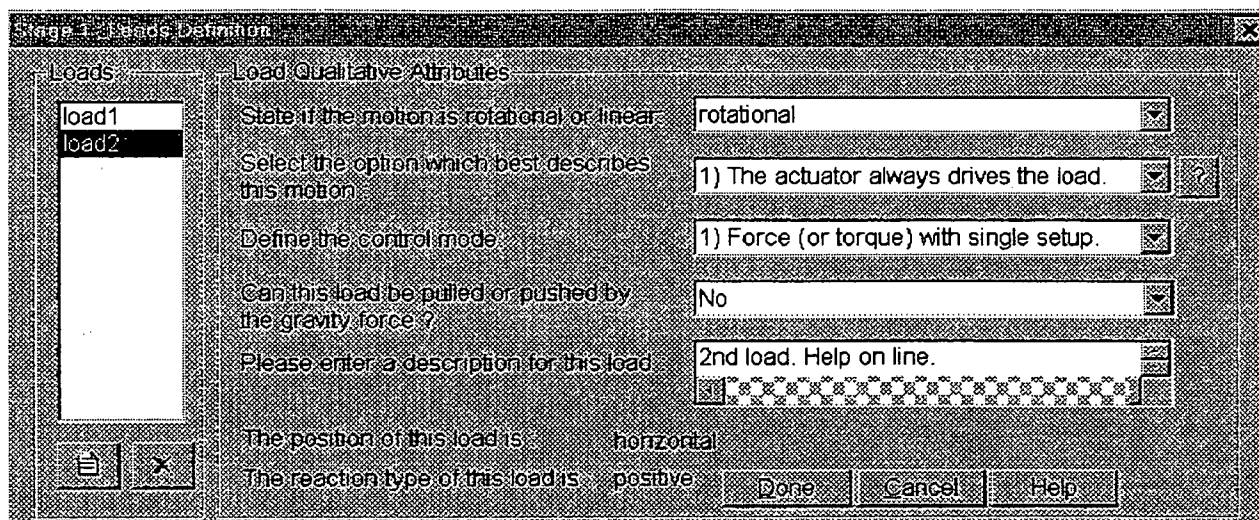 Stage 1 Loads Definition
Loads
load1
load2
Load Qualitative Attributes
State if the motion is rotational or linear
rotational
Select the option which best describes
this motion
1) The actuator always drives the load.
?
Define the control mode
1) Force (or torque) with single setup.
Can this load be pulled or pushed by
the gravity force ?
No
Please enter a description for this load
2nd load. Help on line.
The position of this load is
horizontal
The reaction type of this load is
positive
Done
Cancel
Help